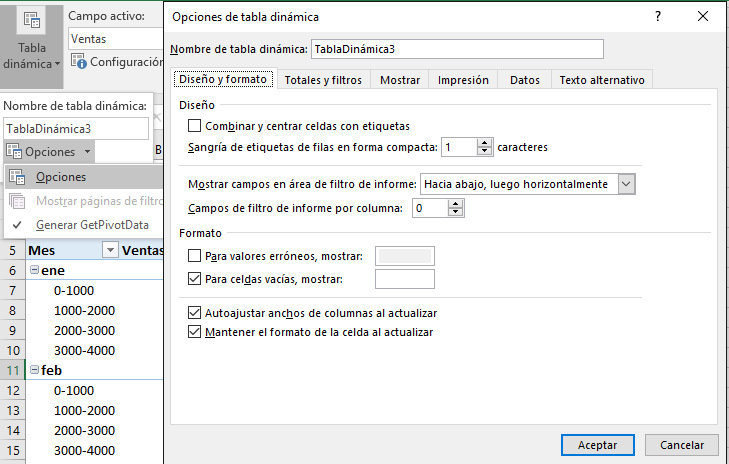 Tabla
dinámica
Campo activo:
Ventas
Configuración
Nombre de tabla dinámica:
TablaDinámica3
Opciones
B
Opciones
Mostrar páginas de filtro
Generar GetPivotData
5 Mes Ventas
6 ene
7 0-1000
8 1000-2000
9 2000-3000
10 3000-4000
11 feb
12 0-1000
13 1000-2000
14 2000-3000
15 3000-4000
Opciones de tabla dinámica
? ×
Nombre de tabla dinámica: TablaDinámica3
Diseño y formato Totales y filtros Mostrar Impresión Datos Texto alternativo
Diseño
Combinar y centrar celdas con etiquetas
Sangría de etiquetas de filas en forma compacta: 1 caracteres
Mostrar campos en área de filtro de informe: Hacia abajo, luego horizontalmente
Campos de filtro de informe por columna: 0
Formato
Para valores erróneos, mostrar:
Para celdas vacías, mostrar:
Autoajustar anchos de columnas al actualizar
Mantener el formato de la celda al actualizar
Aceptar Cancelar